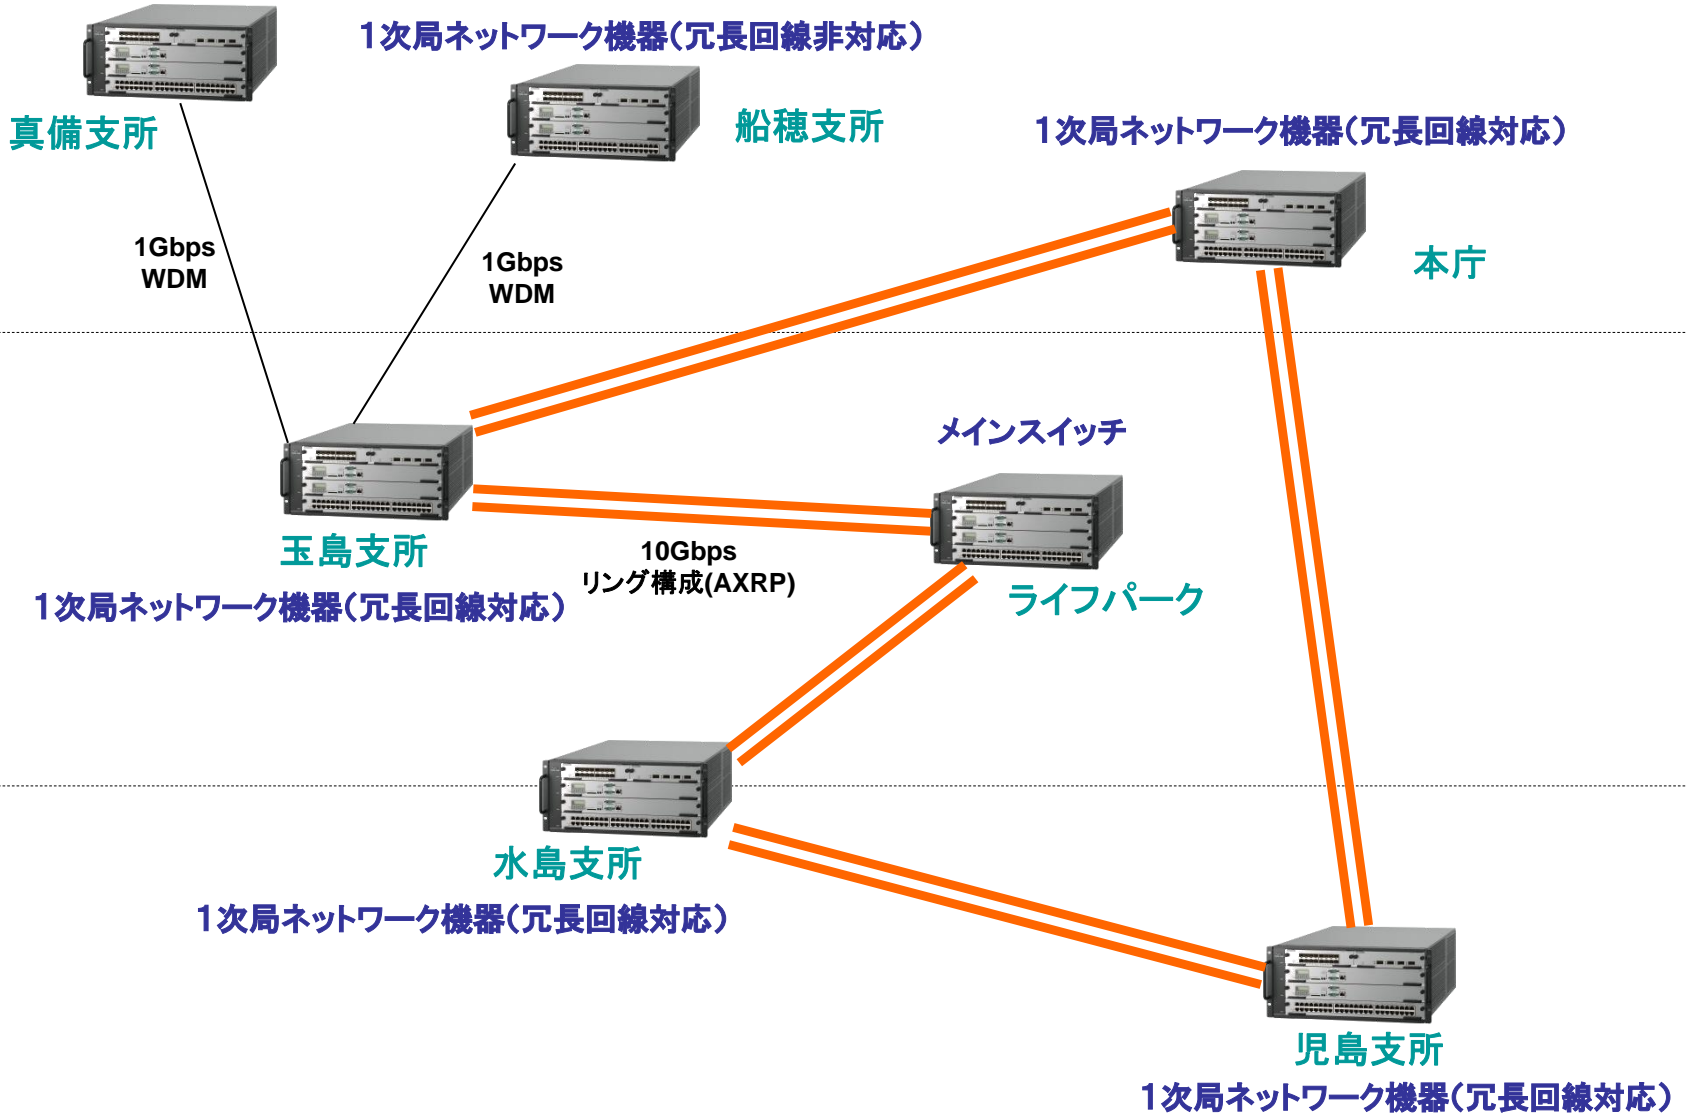 1次局ネットワーク機器（冗長回線非対応）
真備支所
船穂支所
1次局ネットワーク機器（冗長回線対応）
本庁
1Gbps
WDM
1Gbps
WDM
メインスイッチ
玉島支所
10Gbps
リング構成(AXRP)
ライフパーク
1次局ネットワーク機器（冗長回線対応）
水島支所
1次局ネットワーク機器（冗長回線対応）
児島支所
1次局ネットワーク機器（冗長回線対応）